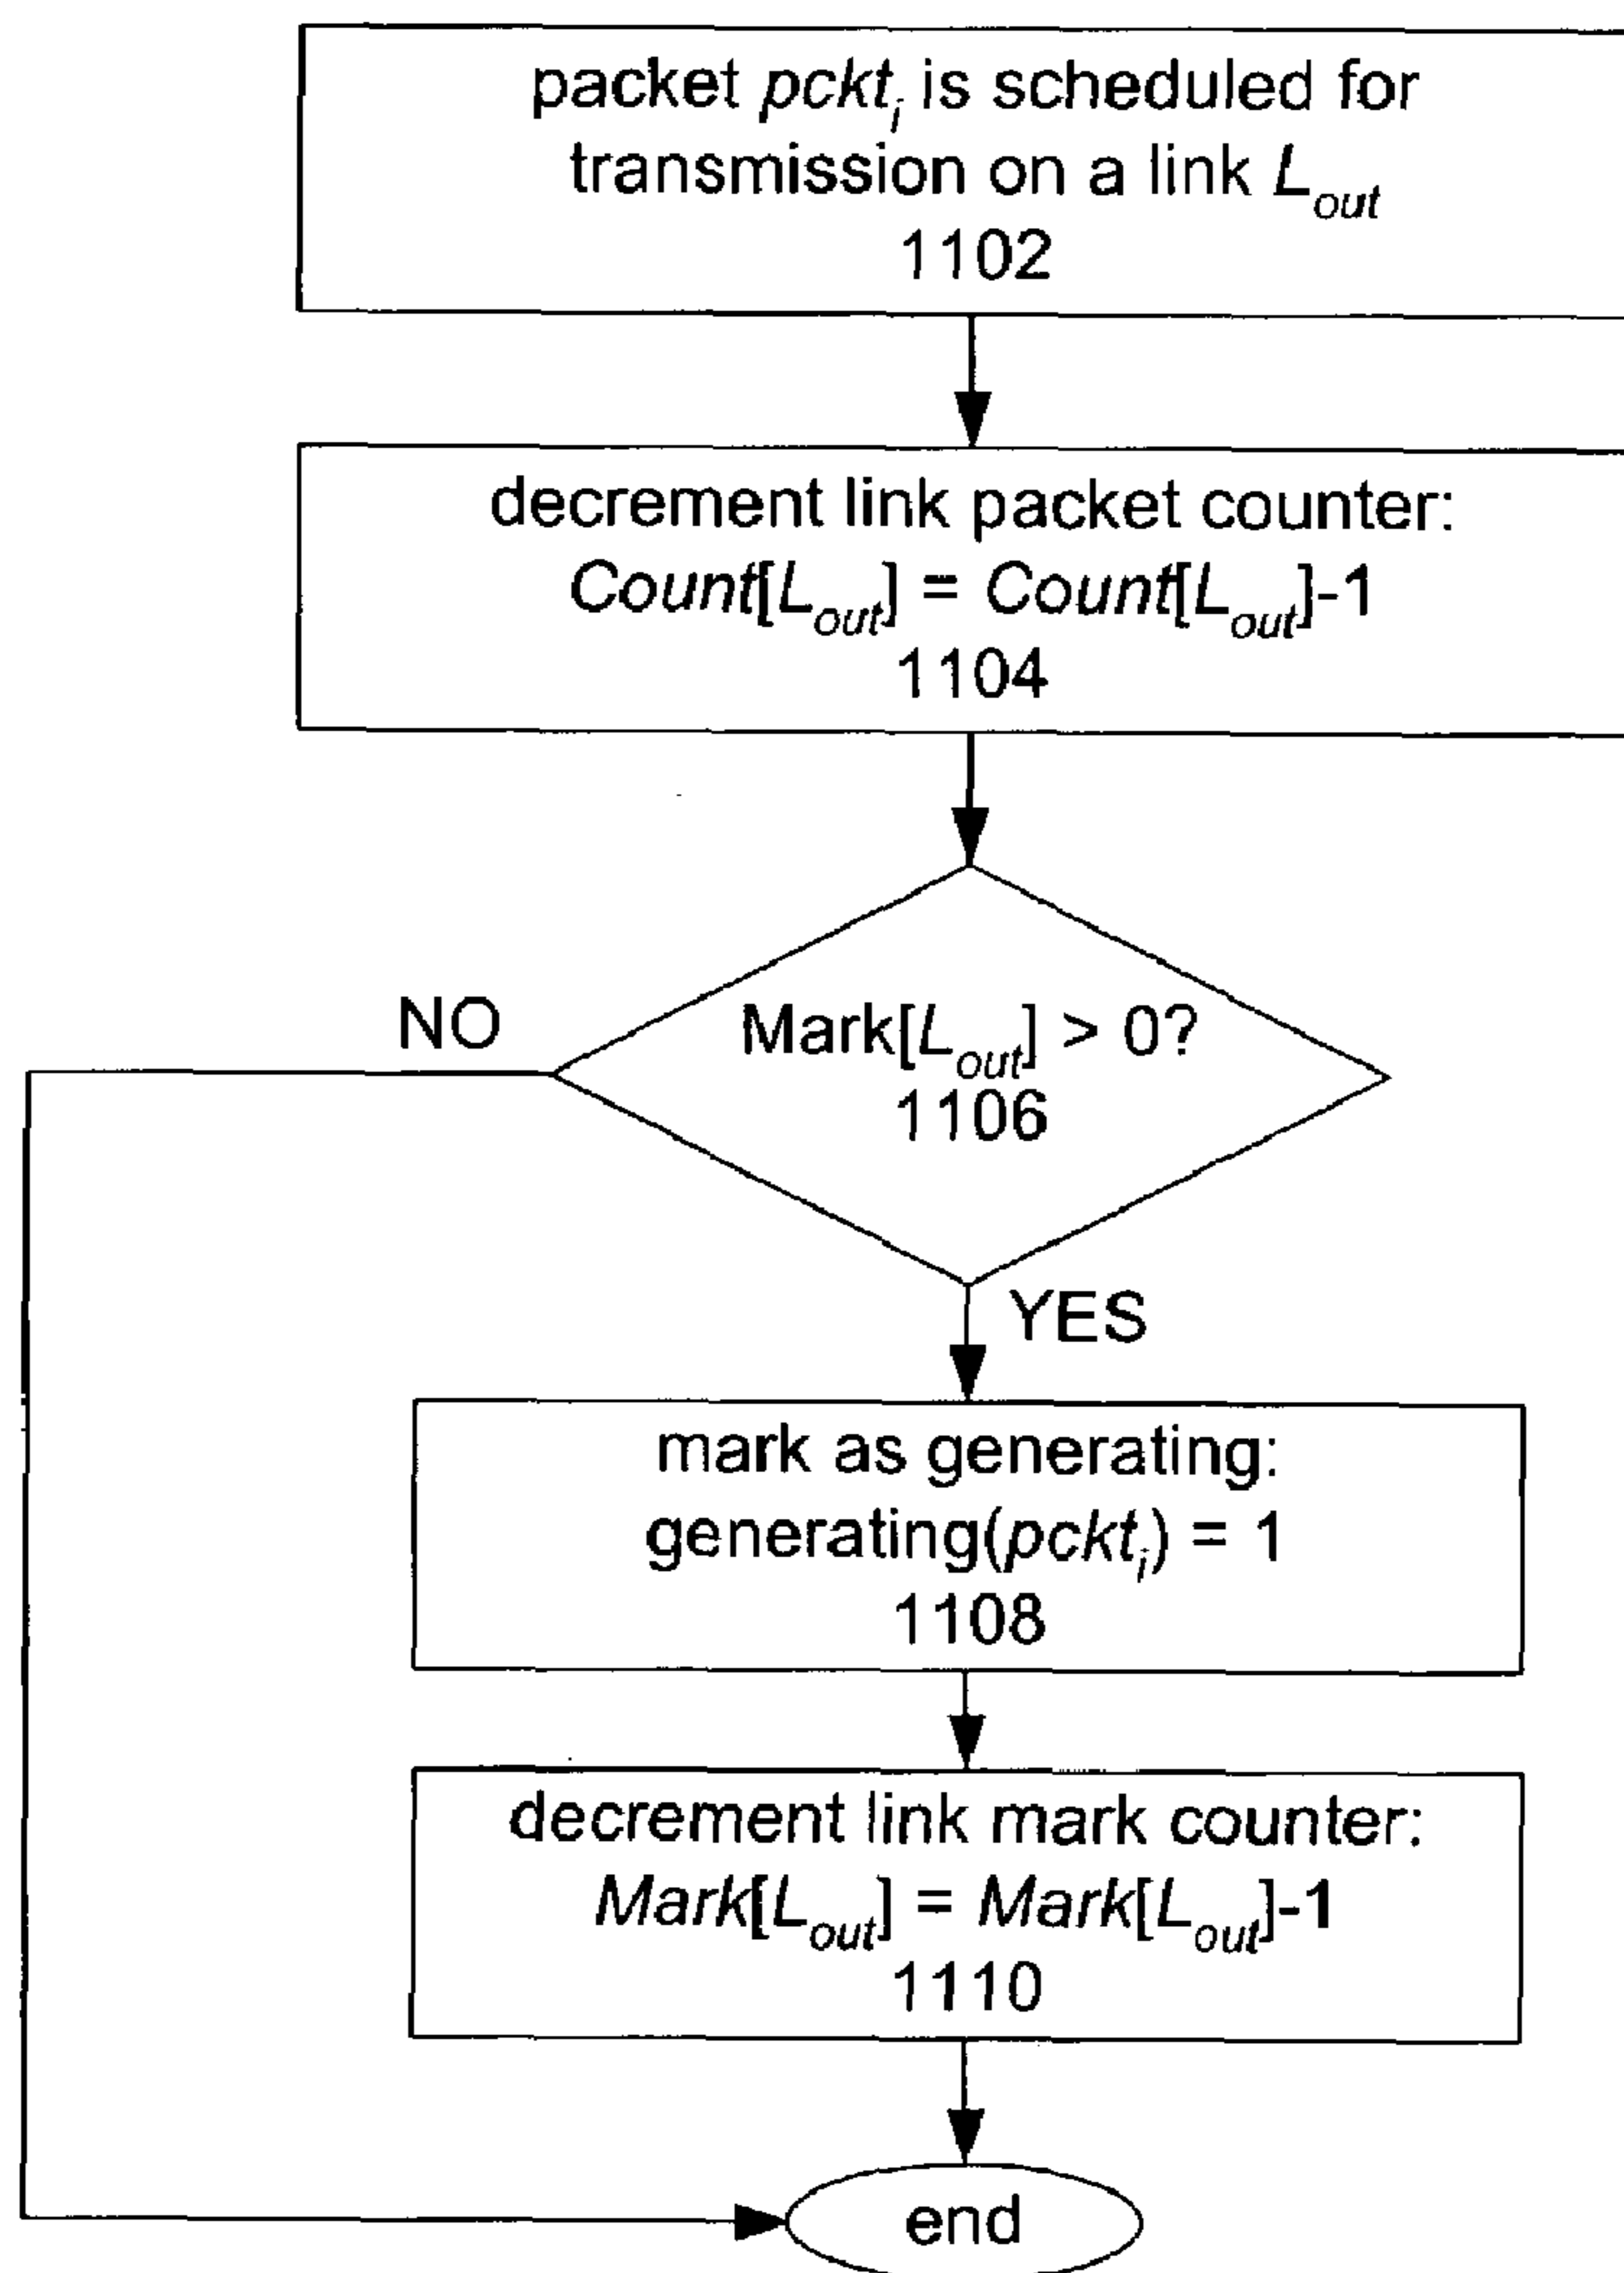 packet pckt_i is scheduled for
transmission on a link L_out
1102
decrement link packet counter:
Count[L_out] = Count[L_out]-1
1104
NO
Mark[L_out] > 0?
1106
YES
mark as generating:
generating(pckt_i) = 1
1108
decrement link mark counter:
Mark[L_out] = Mark[L_out]-1
1110
end